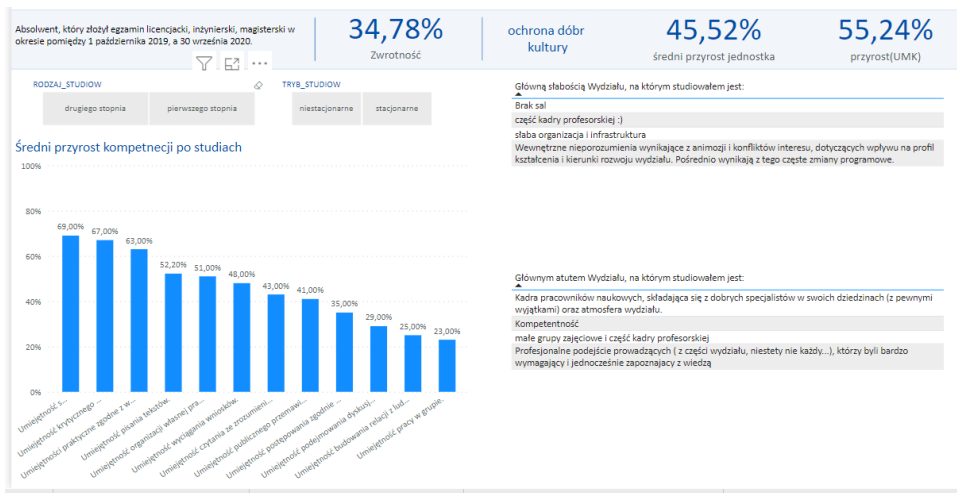 Absolwent, który złożył egzamin licencjacki, inżynierski, magisterski w
okresie pomiędzy 1 października 2019, a 30 września 2020.
34,78%
Zwrotność
ochrona dóbr
kultury
45,52%
średni przyrost jednostka
55,24%
przyrost(UMK)
RODZAJ_STUDIOW
drugiego stopnia
pierwszego stopnia
TRYB_STUDIOW
niestacjonarne
stacjonarne
Średni przyrost kompetnecji po studiach
100%
80%
60%
40%
20%
0%
69,00%
67,00%
63,00%
52,20%
51,00%
48,00%
43,00%
41,00%
35,00%
29,00%
25,00%
23,00%
Umiejętność s...
Umiejętność krytycznego ...
Umiejętności praktyczne zgodne z w...
Umiejętność pisania tekstów.
Umiejętność organizacji własnej pra...
Umiejętność wyciągania wniosków.
Umiejętność czytania ze zrozumieni...
Umiejętność publicznego przemawi...
Umiejętność postępowania zgodnie ...
Umiejętność podejmowania dyskusj...
Umiejętność budowania relacji z lud...
Umiejętność pracy w grupie.
Główną słabością Wydziału, na którym studiowałem jest:
Brak sal
część kadry profesorskiej :)
słaba organizacja i infrastruktura
Wewnętrzne nieporozumienia wynikające z animozji i konfliktów interesu, dotyczących wpływu na profil
kształcenia i kierunki rozwoju wydziału. Pośrednio wynikają z tego częste zmiany programowe.
Głównym atutem Wydziału, na którym studiowałem jest:
Kadra pracowników naukowych, składająca się z dobrych specjalistów w swoich dziedzinach (z pewnymi
wyjątkami) oraz atmosfera wydziału.
Kompetentność
małe grupy zajęciowe i część kadry profesorskiej
Profesjonalne podejście prowadzących ( z części wydziału, niestety nie każdy...), którzy byli bardzo
wymagający i jednocześnie zapoznajacy z wiedzą